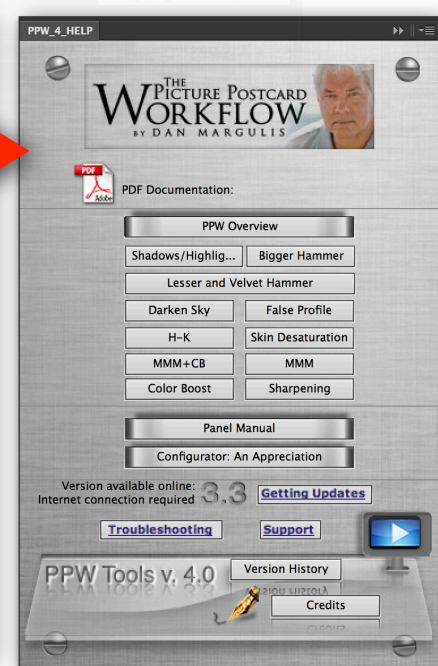 PPW_4_HELP
THE
PICTURE POSTCARD
WORKFLOW
BY DAN MARGULIS
PDF
Adobe
PDF Documentation:
PPW Overview
Shadows/Highlig...
Bigger Hammer
Lesser and Velvet Hammer
Darken Sky
False Profile
H-K
Skin Desaturation
MMM+CB
MMM
Color Boost
Sharpening
Panel Manual
Configurator: An Appreciation
Version available online:
Internet connection required
3.3
Getting Updates
Troubleshooting
Support
PPW Tools v. 4.0
Version History
Credits